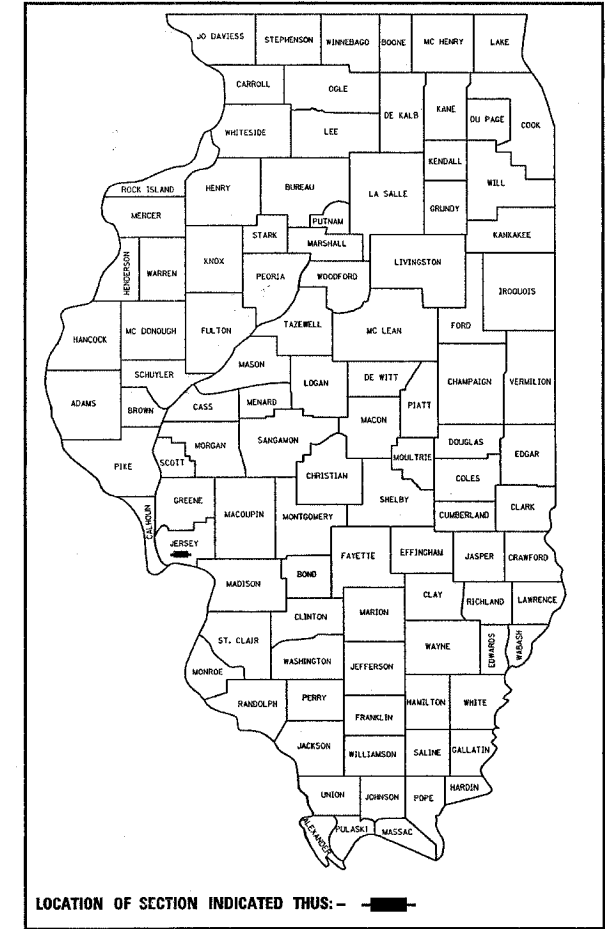 JO DAVIESS
STEPHENSON
WINNEBAGO
BOONE
MC HENRY
LAKE
CARROLL
OGLE
DE KALB
KANE
DU PAGE
COOK
WHITESIDE
LEE
KENDALL
WILL
ROCK ISLAND
HENRY
BUREAU
LA SALLE
GRUNDY
MERCER
PUTNAM
STARK
MARSHALL
KANKAKEE
HENDERSON
WARREN
KNOX
PEORIA
WOODFORD
LIVINGSTON
IROQUOIS
HANCOCK
MC DONOUGH
FULTON
TAZEWELL
MC LEAN
FORD
SCHUYLER
MASON
LOGAN
DE WITT
CHAMPAIGN
VERMILION
ADAMS
BROWN
CASS
MENARD
MACON
PIATT
PIKE
SCOTT
MORGAN
SANGAMON
CHRISTIAN
MOULTRIE
DOUGLAS
EDGAR
COLES
CALHOUN
GREENE
MACOUPIN
MONTGOMERY
SHELBY
CUMBERLAND
CLARK
JERSEY
FAYETTE
EFFINGHAM
JASPER
CRAWFORD
MADISON
BOND
CLAY
RICHLAND
LAWRENCE
CLINTON
MARION
ST. CLAIR
WAYNE
EDWARDS
WABASH
MONROE
WASHINGTON
JEFFERSON
RANDOLPH
PERRY
HAMILTON
WHITE
FRANKLIN
JACKSON
WILLIAMSON
SALINE
GALLATIN
UNION
JOHNSON
POPE
HARDIN
ALEXANDER
PULASKI
MASSAC
LOCATION OF SECTION INDICATED THUS:-